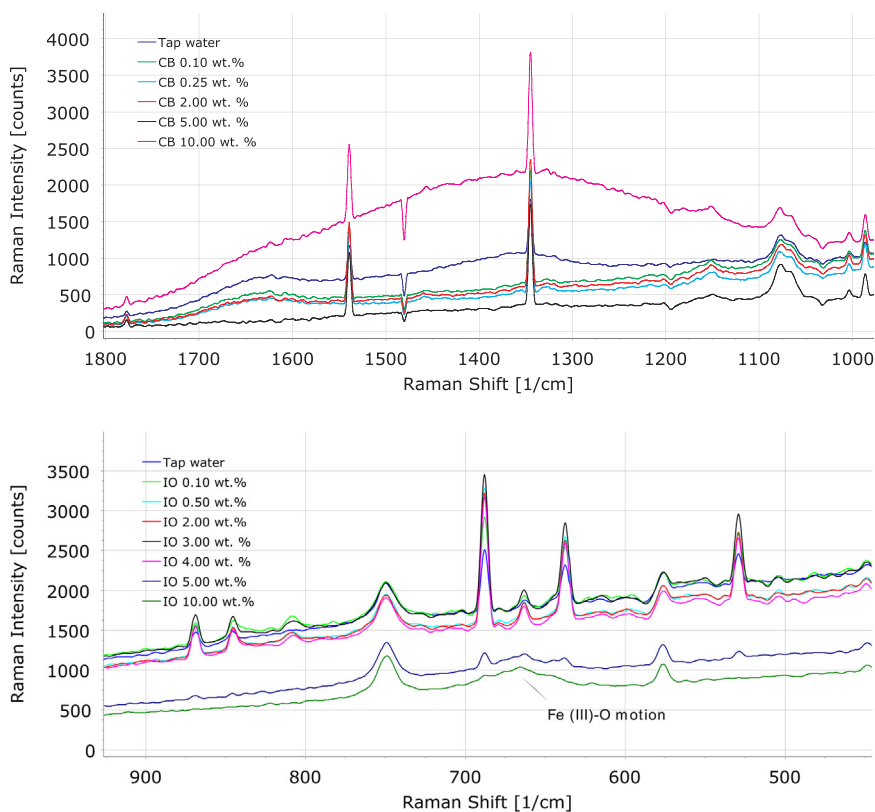 Raman Intensity [counts]
4000
3500
3000
2500
2000
1500
1000
500
0
Tap water
CB 0.10 wt.%
CB 0.25 wt. %
CB 2.00 wt. %
CB 5.00 wt. %
CB 10.00 wt. %
1800 1700 1600 1500 1400 1300 1200 1100 1000
Raman Shift [1/cm]
Raman Intensity [counts]
3500
3000
2500
2000
1500
1000
500
0
Tap water
IO 0.10 wt.%
IO 0.50 wt.%
IO 2.00 wt.%
IO 3.00 wt. %
IO 4.00 wt. %
IO 5.00 wt.%
IO 10.00 wt.%
Fe (III)-O motion
900 800 700 600 500
Raman Shift [1/cm]